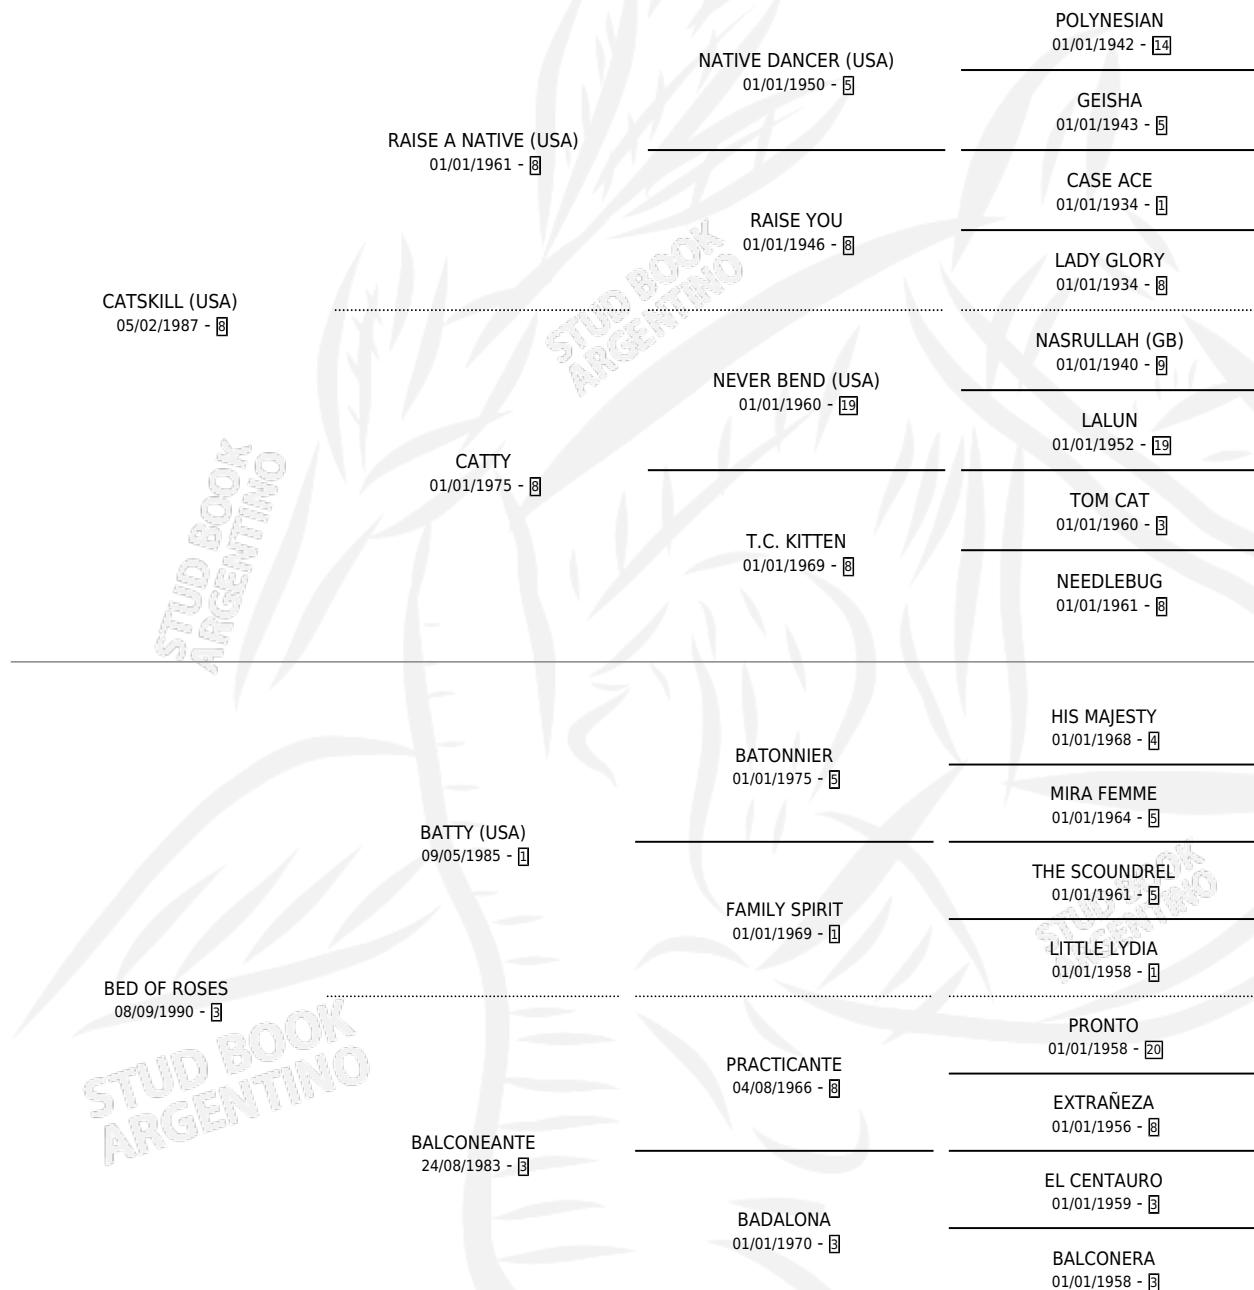 POLYNESIAN
01/01/1942 - 14
NATIVE DANCER (USA)
01/01/1950 - 5
GEISHA
01/01/1943 - 5
RAISE A NATIVE (USA)
01/01/1961 - 8
CASE ACE
01/01/1934 - 1
RAISE YOU
01/01/1946 - 8
LADY GLORY
01/01/1934 - 8
CATSKILL (USA)
05/02/1987 - 8
STUD BOOK
ARGENTINO
NASRULLAH (GB)
01/01/1940 - 9
NEVER BEND (USA)
01/01/1960 - 19
LALUN
01/01/1952 - 19
CATTY
01/01/1975 - 8
TOM CAT
01/01/1960 - 3
T.C. KITTEN
01/01/1969 - 8
NEEDLEBUG
01/01/1961 - 8
STUD BOOK
ARGENTINO
HIS MAJESTY
01/01/1968 - 4
BATONNIER
01/01/1975 - 5
MIRA FEMME
01/01/1964 - 5
BATTY (USA)
09/05/1985 - 1
THE SCOUNDREL
01/01/1961 - 5
FAMILY SPIRIT
01/01/1969 - 1
LITTLE LYDIA
01/01/1958 - 1
STUD BOOK
ARGENTINO
BED OF ROSES
08/09/1990 - 3
PRONTO
01/01/1958 - 20
PRACTICANTE
04/08/1966 - 8
EXTRAÑEZA
01/01/1956 - 8
STUD BOOK
ARGENTINO
BALCONEANTE
24/08/1983 - 3
EL CENTAURO
01/01/1959 - 3
BADALONA
01/01/1970 - 3
BALCONERA
01/01/1958 - 3